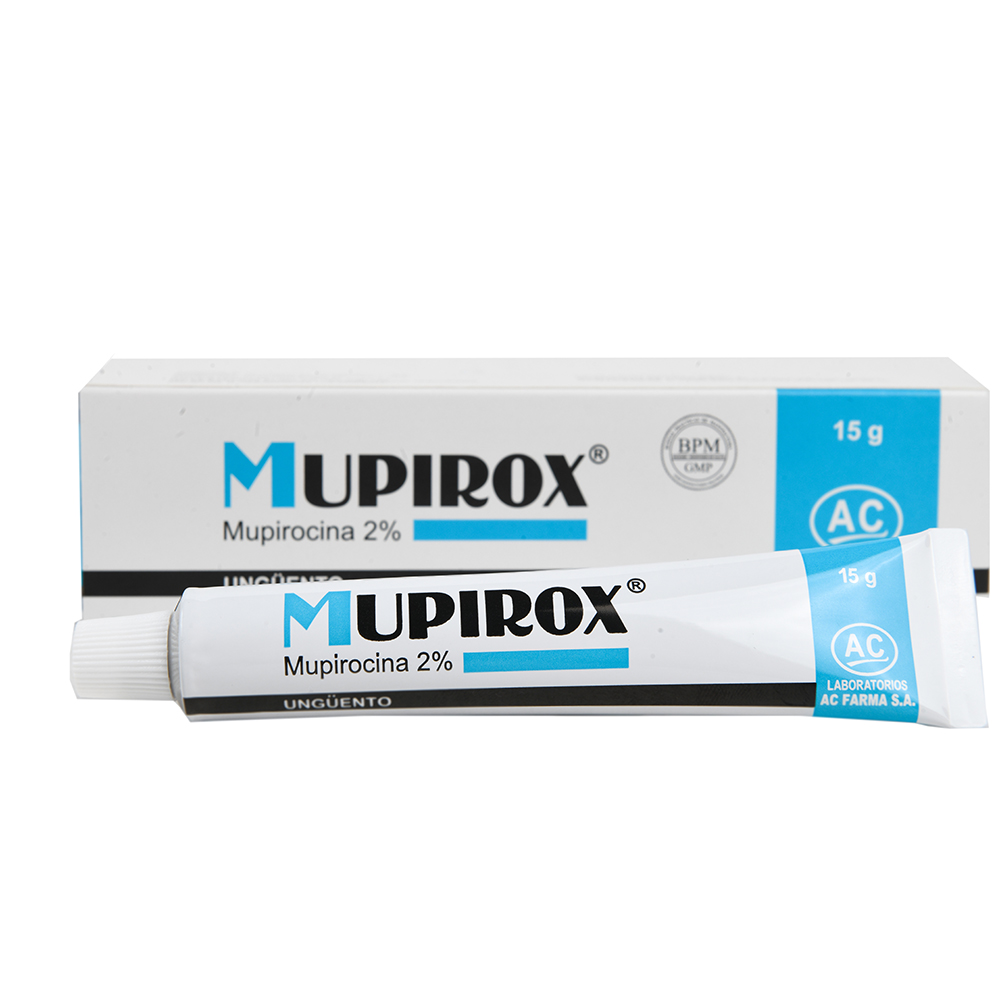 MUPIROX®
Mupirocina 2%
UNGÜENTO
BPM
GMP
15 g
AC
MUPIROX®
Mupirocina 2%
UNGÜENTO
15 g
AC
LABORATORIOS
AC FARMA S.A.